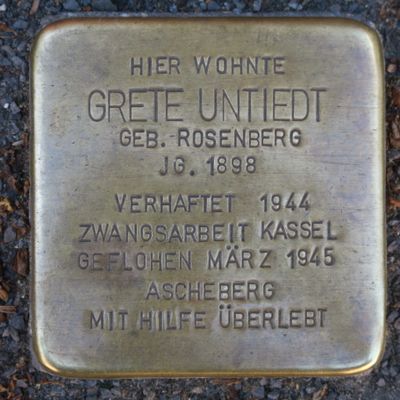 HIER WOHNTE
GRETE UNTIEDT
GEB. ROSENBERG
JG. 1898
VERHAFTET 1944
ZWANGSARBEIT KASSEL
GEFLOHEN MÄRZ 1945
ASCHEBERG
MIT HILFE ÜBERLEBT